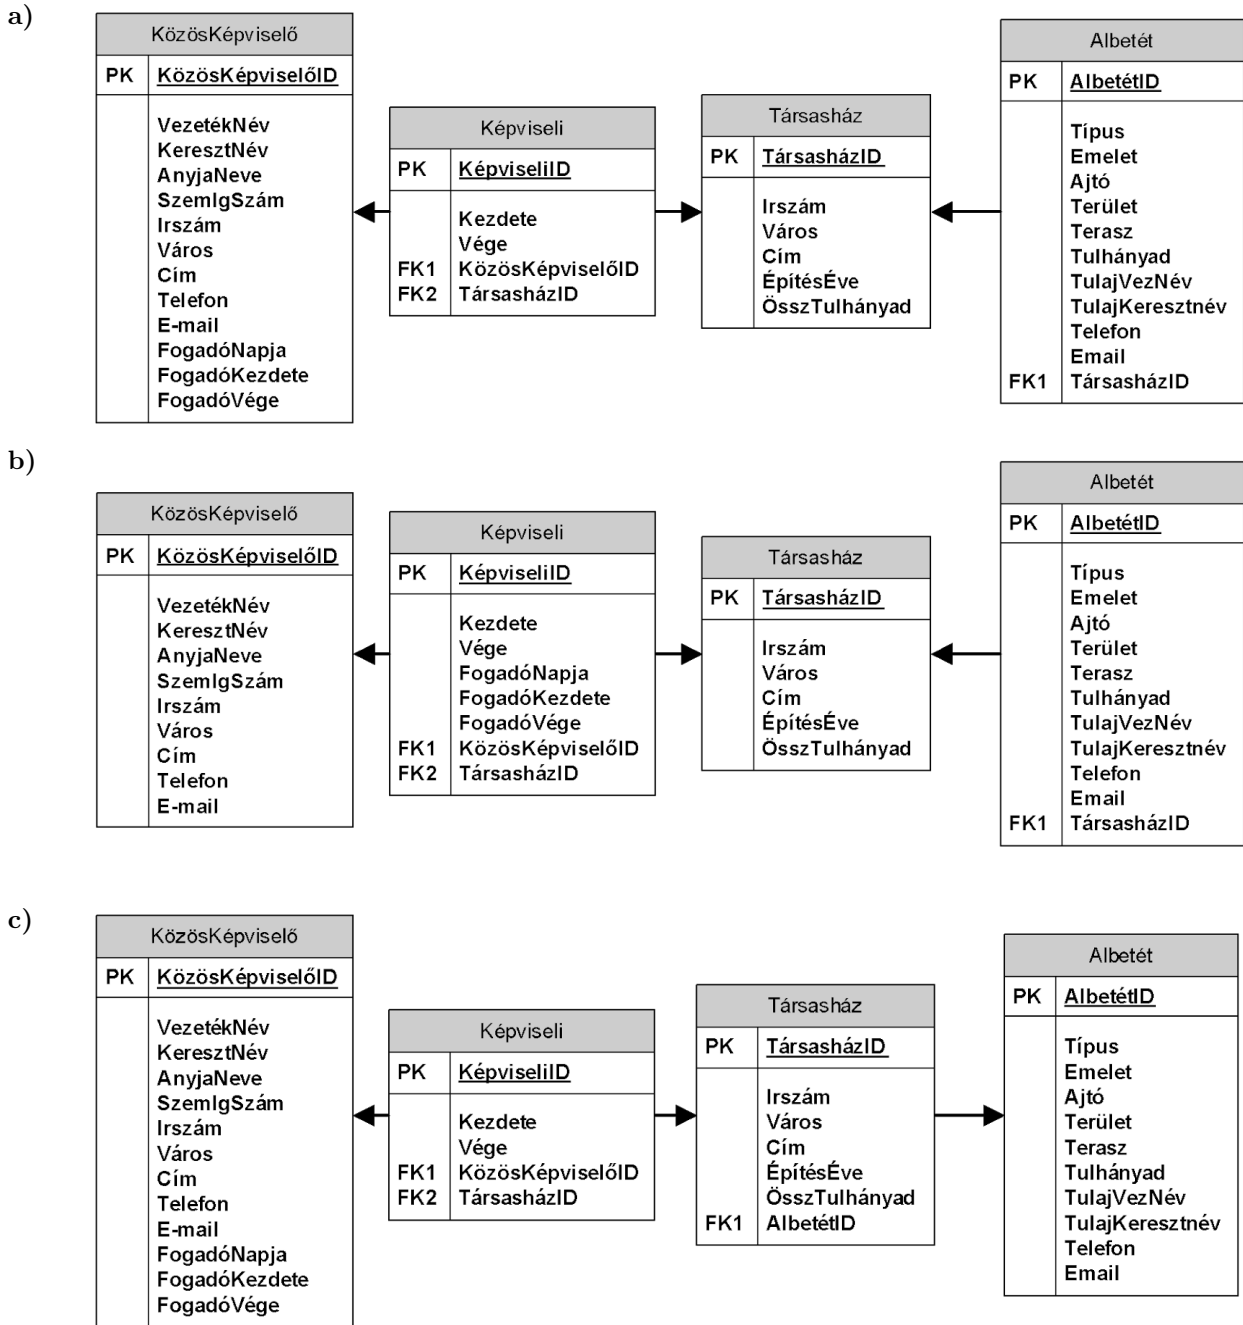 a)
KözösKépviselő
PK KözösKépviselőID
VezetékNév
KeresztNév
AnyjaNeve
SzemIgSzám
Irszám
Város
Cím
Telefon
E-mail
FogadóNapja
FogadóKezdete
FogadóVége
Képviseli
PK KépviseliID
Kezdete
Vége
FK1 KözösKépviselőID
FK2 TársasházID
Társasház
PK TársasházID
Irszám
Város
Cím
ÉpítésÉve
ÖsszTulhányad
Albetét
PK AlbetétID
Típus
Emelet
Ajtó
Terület
Terasz
Tulhányad
TulajVezNév
TulajKeresztnév
Telefon
Email
FK1 TársasházID
b)
KözösKépviselő
PK KözösKépviselőID
VezetékNév
KeresztNév
AnyjaNeve
SzemIgSzám
Irszám
Város
Cím
Telefon
E-mail
Képviseli
PK KépviseliID
Kezdete
Vége
FogadóNapja
FogadóKezdete
FogadóVége
FK1 KözösKépviselőID
FK2 TársasházID
Társasház
PK TársasházID
Irszám
Város
Cím
ÉpítésÉve
ÖsszTulhányad
Albetét
PK AlbetétID
Típus
Emelet
Ajtó
Terület
Terasz
Tulhányad
TulajVezNév
TulajKeresztnév
Telefon
Email
FK1 TársasházID
c)
KözösKépviselő
PK KözösKépviselőID
VezetékNév
KeresztNév
AnyjaNeve
SzemIgSzám
Irszám
Város
Cím
Telefon
E-mail
FogadóNapja
FogadóKezdete
FogadóVége
Képviseli
PK KépviseliID
Kezdete
Vége
FK1 KözösKépviselőID
FK2 TársasházID
Társasház
PK TársasházID
Irszám
Város
Cím
ÉpítésÉve
ÖsszTulhányad
FK1 AlbetétID
Albetét
PK AlbetétID
Típus
Emelet
Ajtó
Terület
Terasz
Tulhányad
TulajVezNév
TulajKeresztnév
Telefon
Email